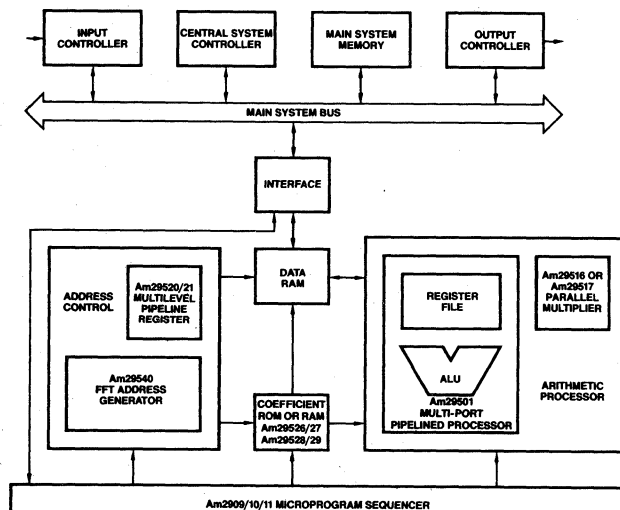 INPUT
CONTROLLER
CENTRAL SYSTEM
CONTROLLER
MAIN SYSTEM
MEMORY
OUTPUT
CONTROLLER
MAIN SYSTEM BUS
INTERFACE
ADDRESS
CONTROL
Am29520/21
MULTILEVEL
PIPELINE
REGISTER
Am29540
FFT ADDRESS
GENERATOR
DATA
RAM
COEFFICIENT
ROM OR RAM
Am29526/27
Am29528/29
REGISTER
FILE
ALU
Am29501
MULTI-PORT
PIPELINED PROCESSOR
Am29516 OR
Am29517
PARALLEL
MULTIPLIER
ARITHMETIC
PROCESSOR
Am2909/10/11 MICROPROGRAM SEQUENCER